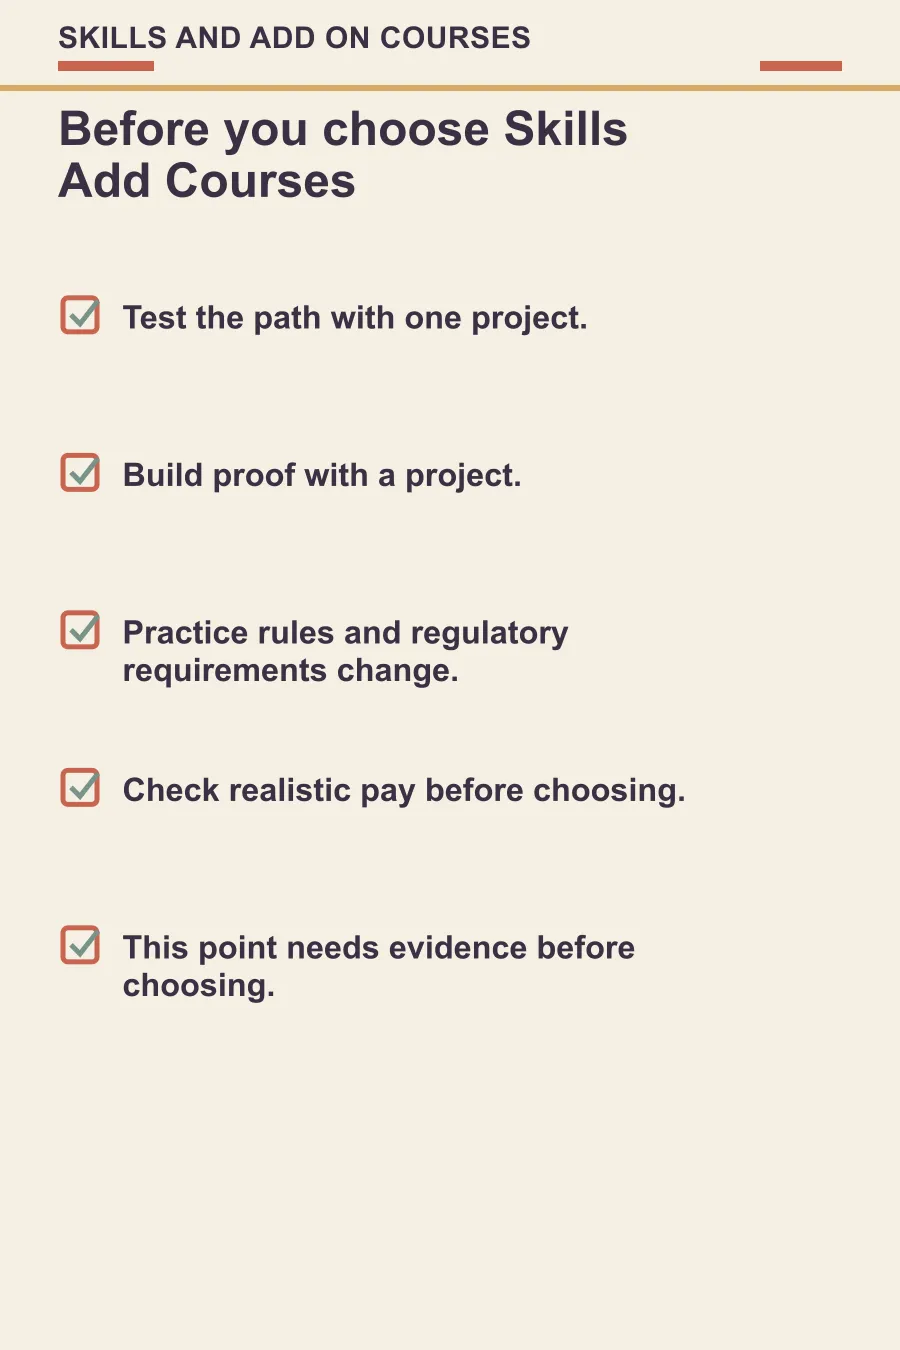 SKILLS AND ADD ON COURSES
Before you choose Skills
Add Courses
Test the path with one project.
Build proof with a project.
Practice rules and regulatory
requirements change.
Check realistic pay before choosing.
This point needs evidence before
choosing.